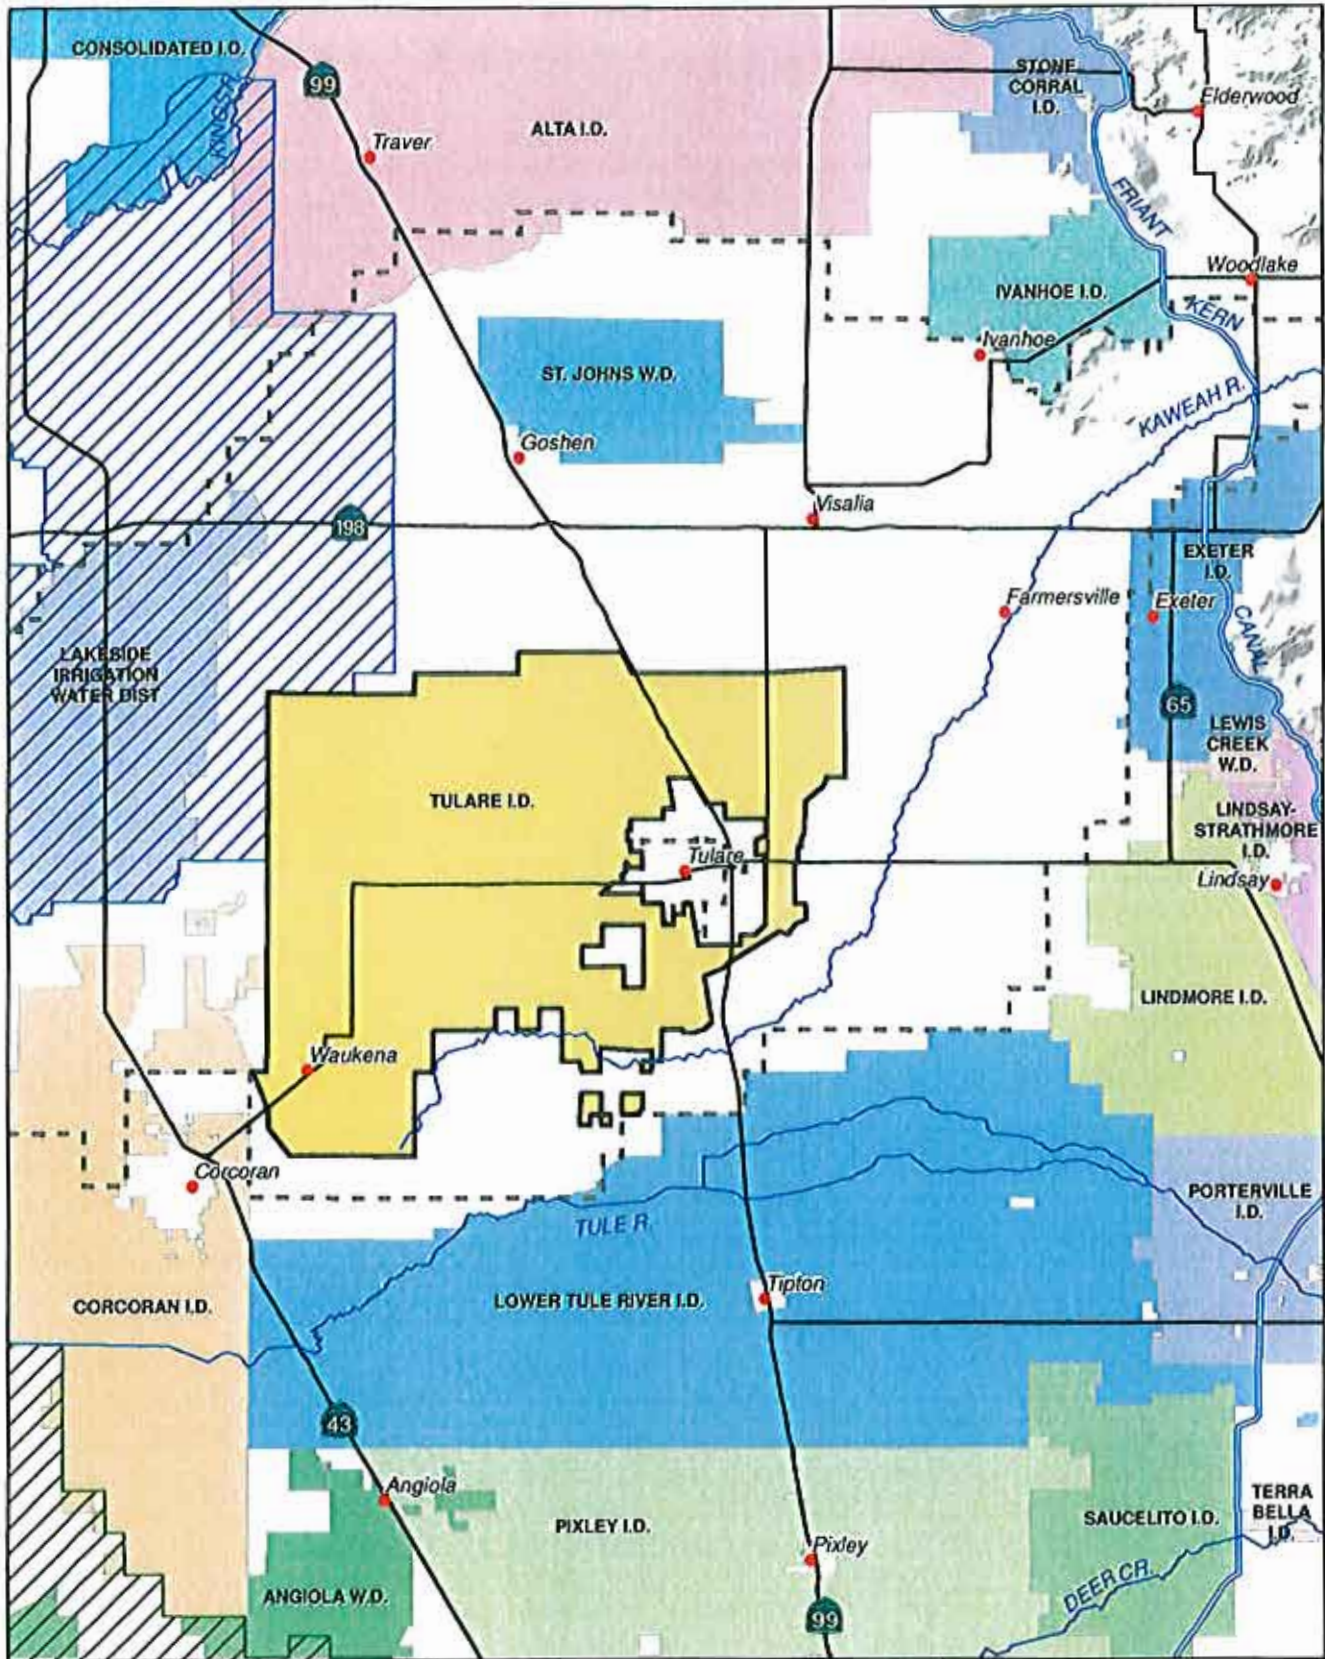 CONSOLIDATED I.D.
99
STONE
CORRAL
I.D.
Elderwood
KINGS R.
Traver
ALTA I.D.
FRIANT
Woodlake
IVANHOE I.D.
KERN
Ivanhoe
ST. JOHNS W.D.
KAWEAH R.
Goshen
Visalia
198
EXETER
I.D.
Farmersville
Exeter
CANAL
LAKESIDE
IRRIGATION
WATER DIST
65
LEWIS
CREEK
W.D.
TULARE I.D.
LINDSAY-
STRATHMORE
I.D.
Tulare
Lindsay
LINDMORE I.D.
Waukena
Corcoran
PORTERVILLE
I.D.
TULE R.
Tipton
CORCORAN I.D.
LOWER TULE RIVER I.D.
43
Angiola
TERRA
BELLA
I.D.
PIXLEY I.D.
SAUCELITO I.D.
Pixley
DEER CR.
ANGIOLA W.D.
99